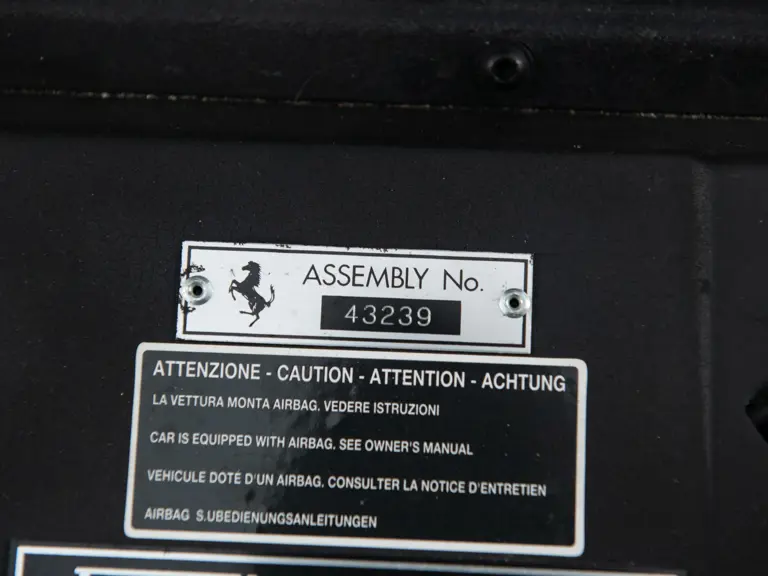 ASSEMBLY No.
43239
ATTENZIONE - CAUTION - ATTENTION - ACHTUNG
LA VETTURA MONTA AIRBAG. VEDERE ISTRUZIONI
CAR IS EQUIPPED WITH AIRBAG. SEE OWNER'S MANUAL
VEHICULE DOTÉ D'UN AIRBAG. CONSULTER LA NOTICE D'ENTRETIEN
AIRBAG S.UBEDIENUNGSANLEITUNGEN